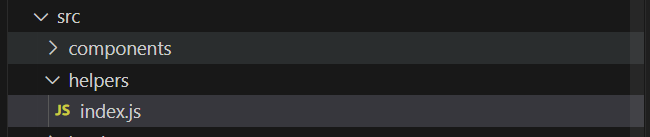 src
components
helpers
JS index.js